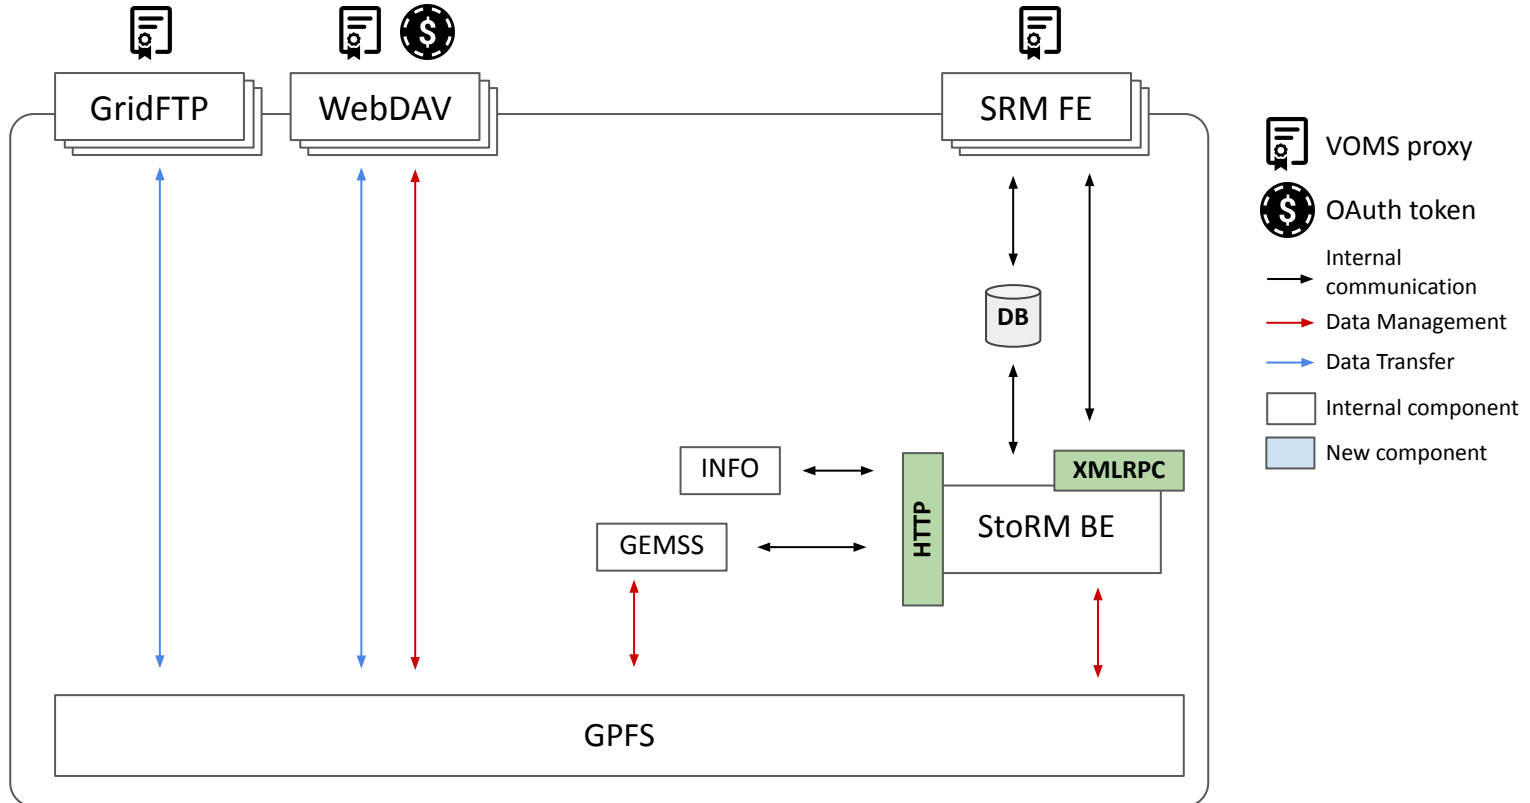 GridFTP
WebDAV
SRM FE
VOMS proxy
OAuth token
Internal
communication
Data Management
Data Transfer
Internal component
New component
DB
INFO
XMLRPC
HTTP
StoRM BE
GEMSS
GPFS